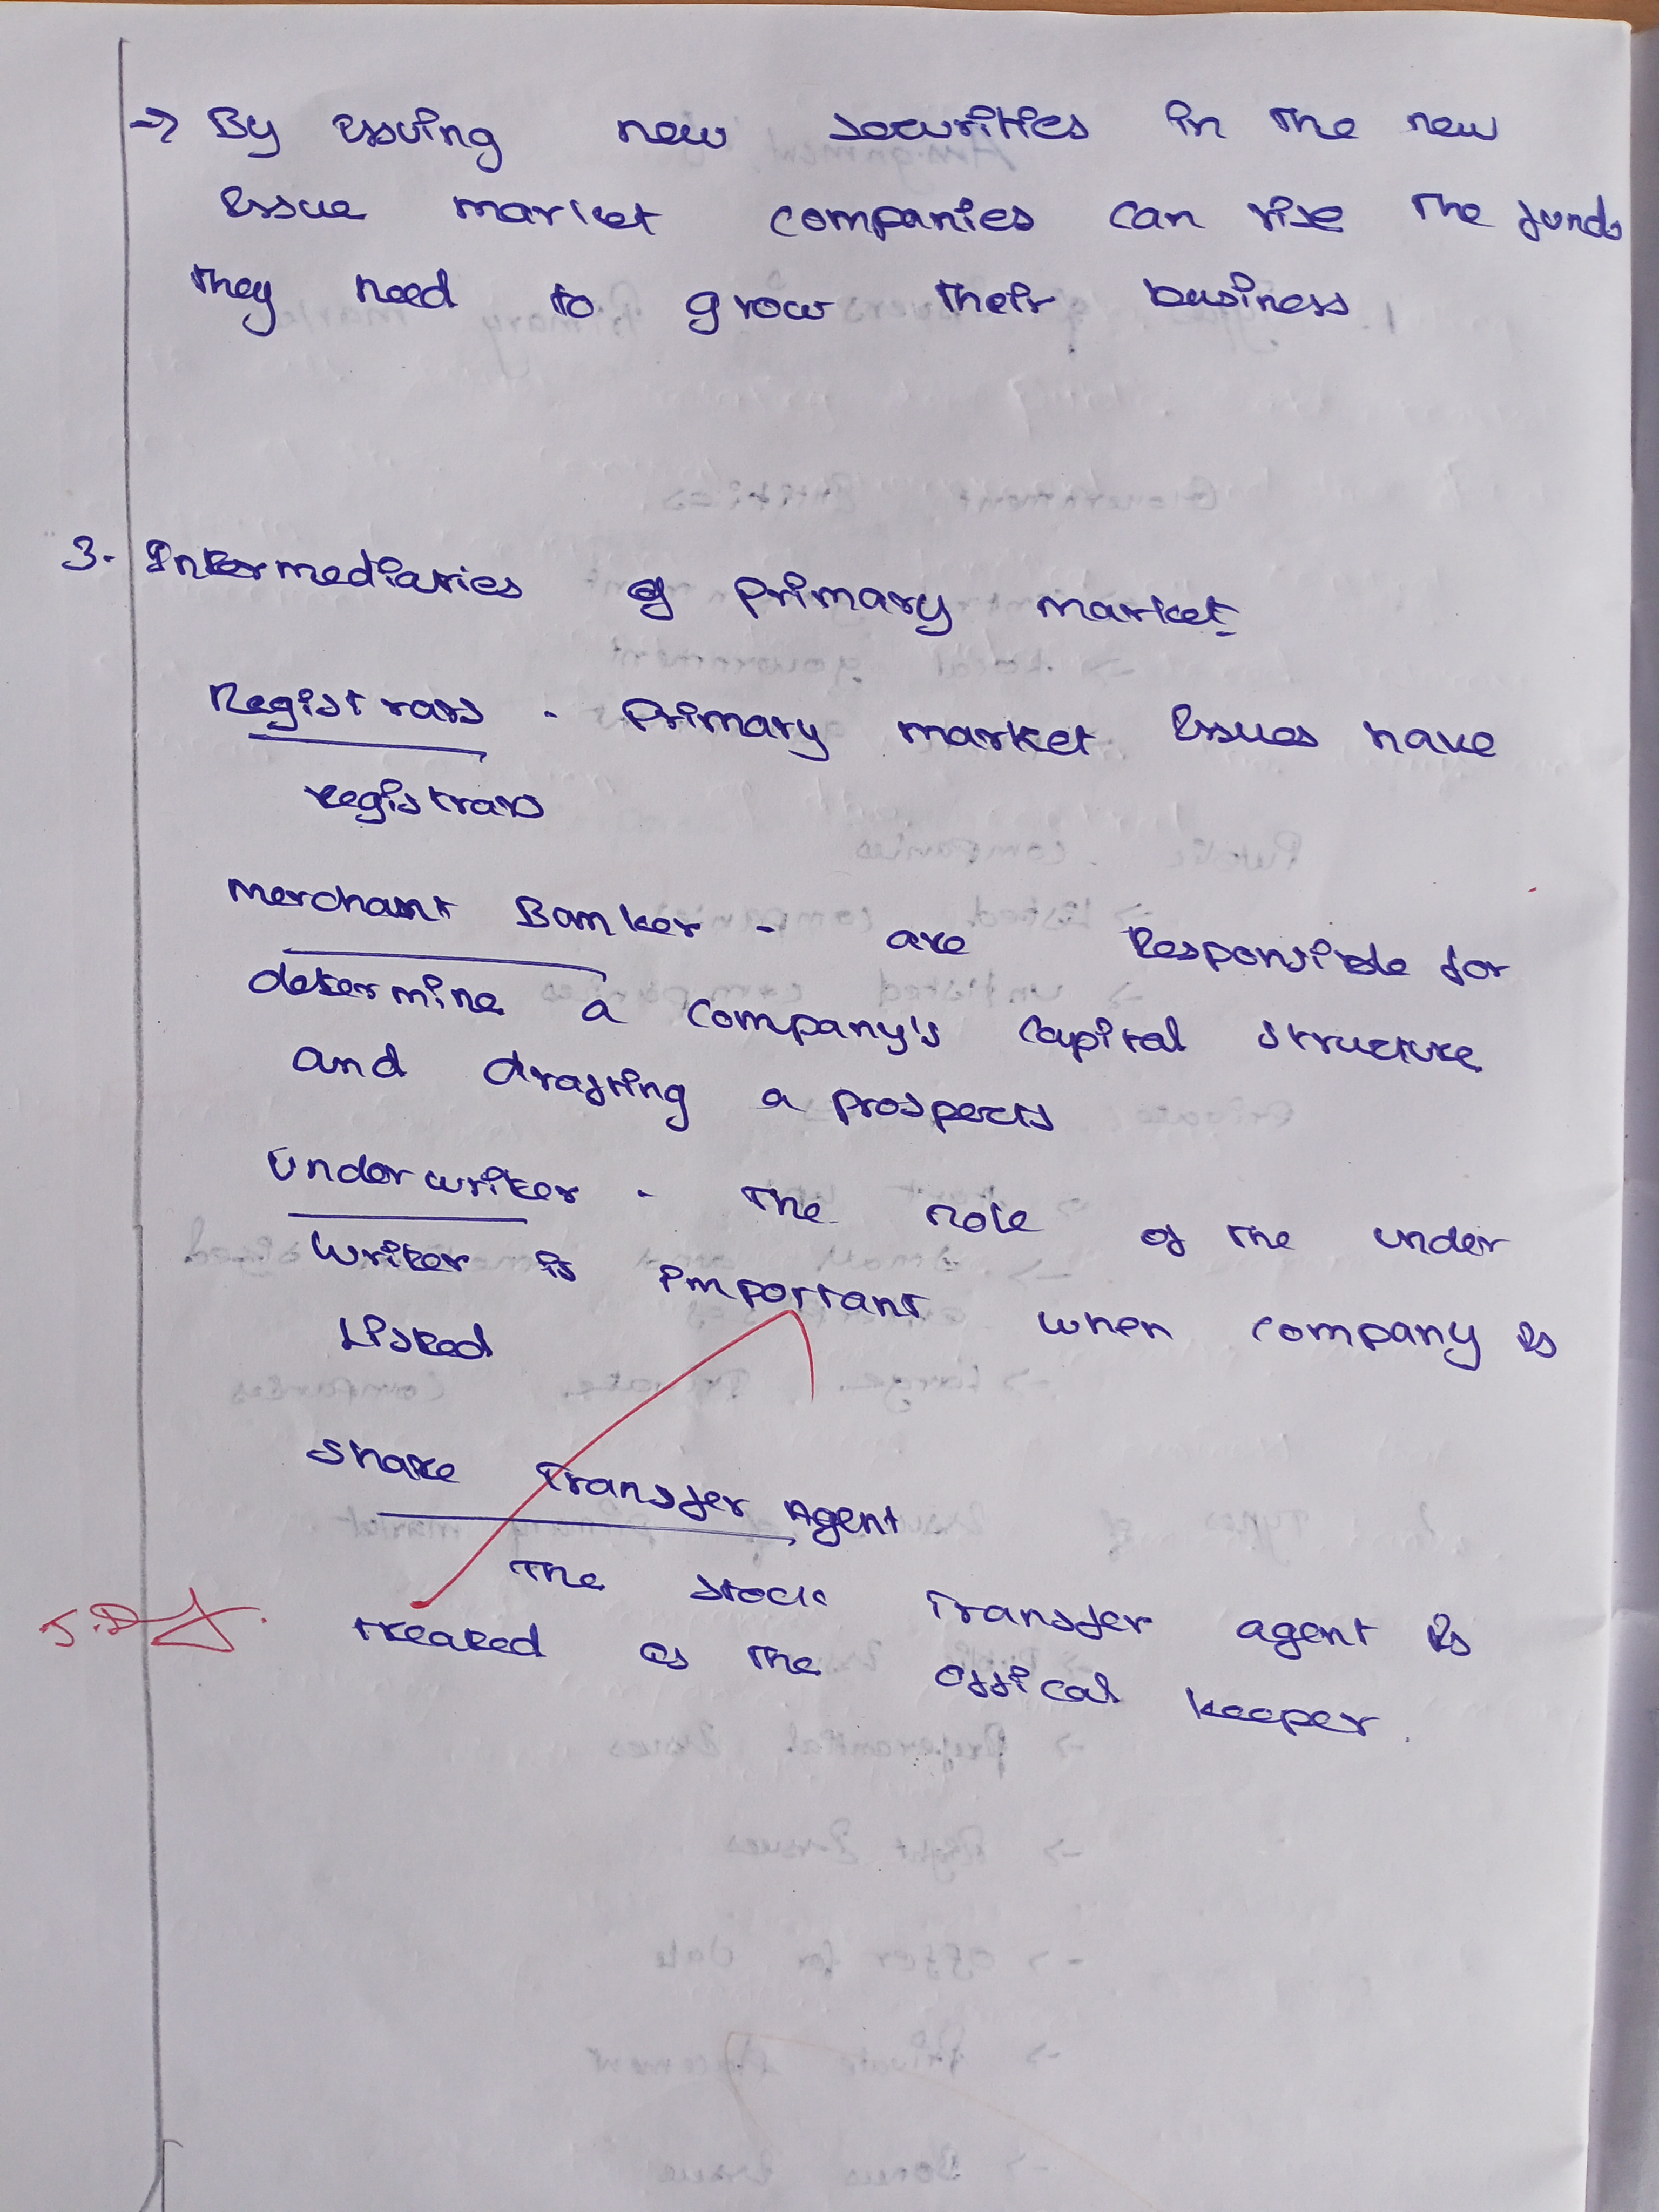 → By issuing new securities in the new
issue market companies can rise the funds
they need to grow their business
3. Intermediaries of primary market
Registrars - Primary market issues have
registrars
Merchant Banker - are Responsible for
determine a company's capital structure
and drafting a prospects
Underwriter - The role of the under
writer is important when company is
listed
Share Transfer Agent
The stock Transfer agent is
treated as the offical keeper.